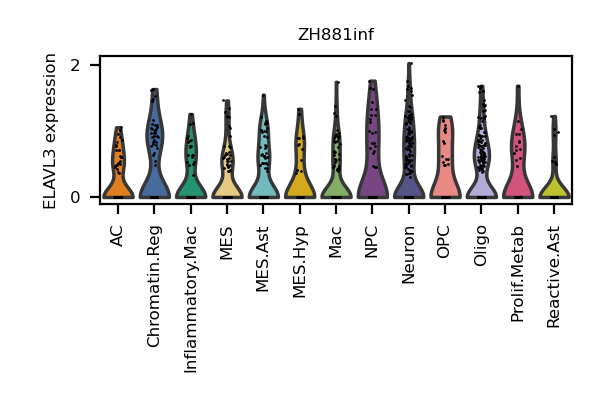 ZH881inf
ELAVL3 expression
2
0
AC
Chromatin.Reg
Inflammatory.Mac
MES
MES.Ast
MES.Hyp
Mac
NPC
Neuron
OPC
Oligo
Prolif.Metab
Reactive.Ast